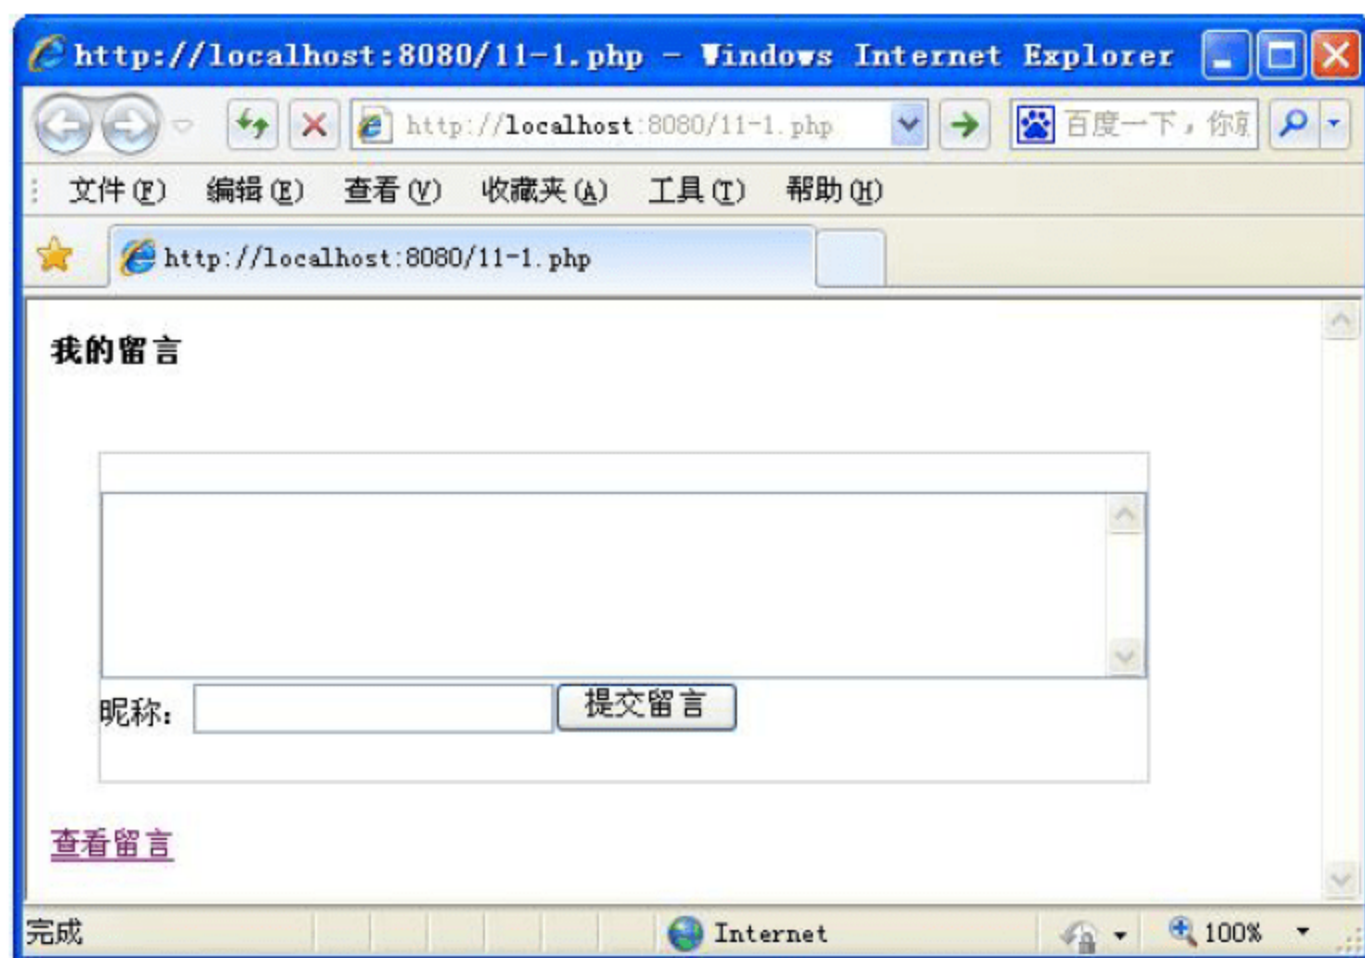 http://localhost:8080/11-1.php - Windows Internet Explorer
http://localhost:8080/11-1.php 百度一下，你
文件(F) 编辑(E) 查看(V) 收藏夹(A) 工具(T) 帮助(H)
http://localhost:8080/11-1.php
我的留言
昵称： 提交留言
查看留言
完成 Internet 100%